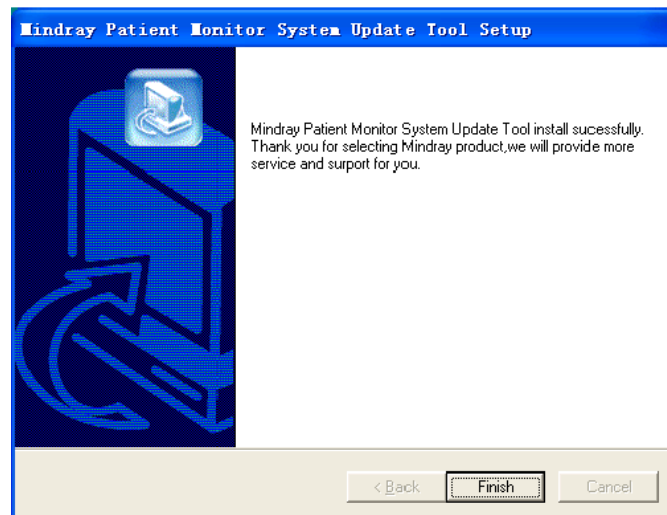 Mindray Patient Monitor System Update Tool Setup
Mindray Patient Monitor System Update Tool install sucessfully.
Thank you for selecting Mindray product,we will provide more
service and surport for you.
< Back
Finish
Cancel